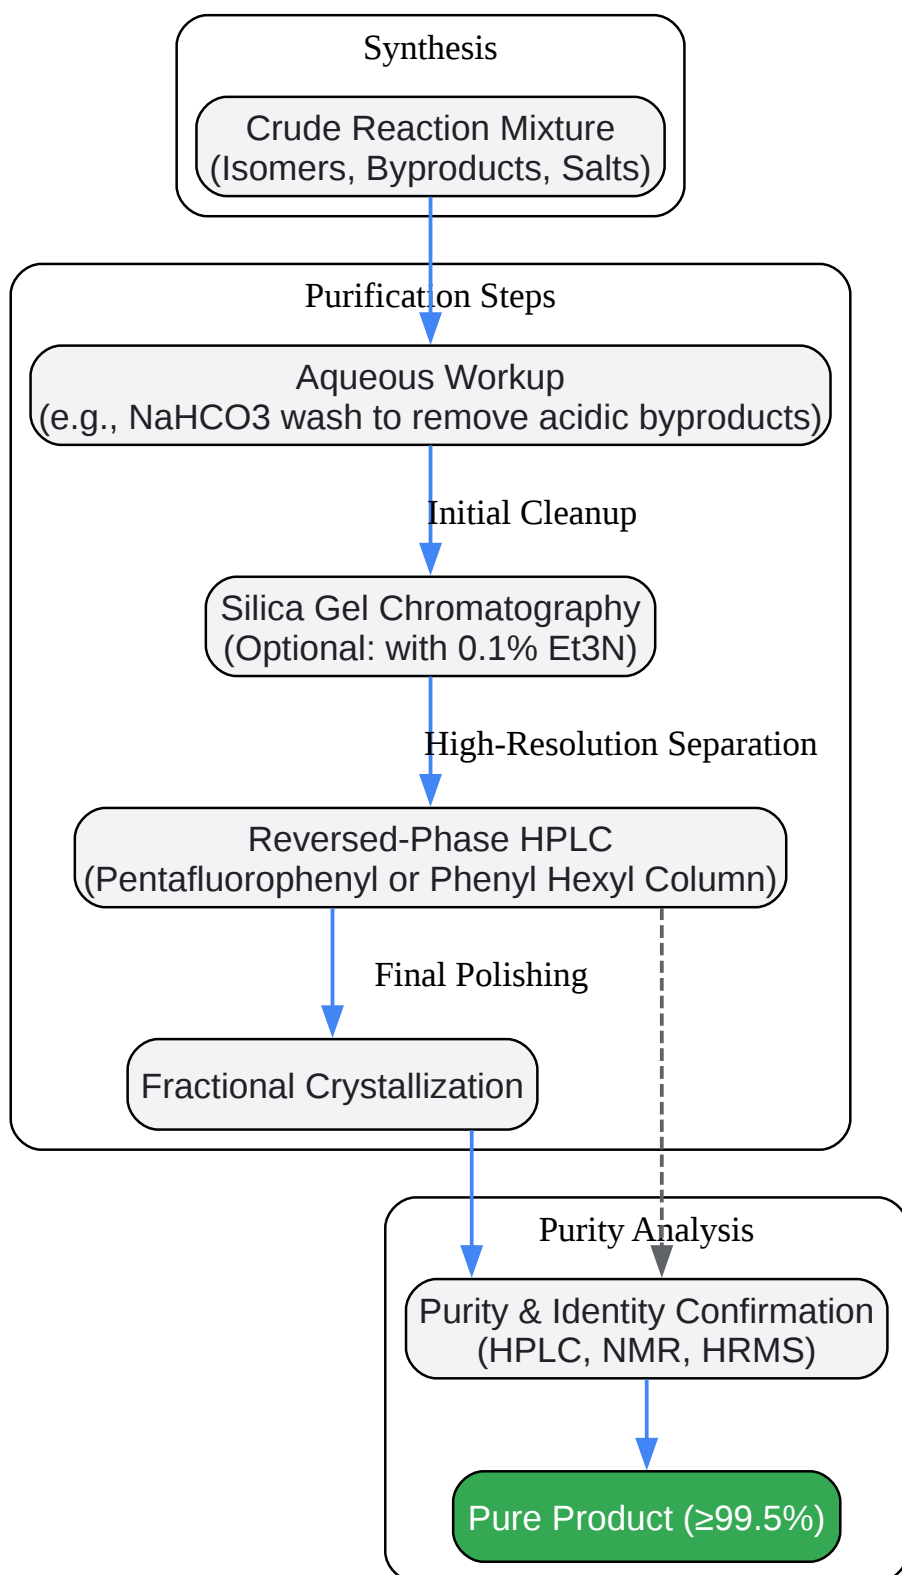 Synthesis
Crude Reaction Mixture
(Isomers, Byproducts, Salts)
Purification Steps
Aqueous Workup
(e.g., NaHCO3 wash to remove acidic byproducts)
Initial Cleanup
Silica Gel Chromatography
(Optional: with 0.1% Et3N)
High-Resolution Separation
Reversed-Phase HPLC
(Pentafluorophenyl or Phenyl Hexyl Column)
Final Polishing
Fractional Crystallization
Purity Analysis
Purity & Identity Confirmation
(HPLC, NMR, HRMS)
Pure Product (≥99.5%)